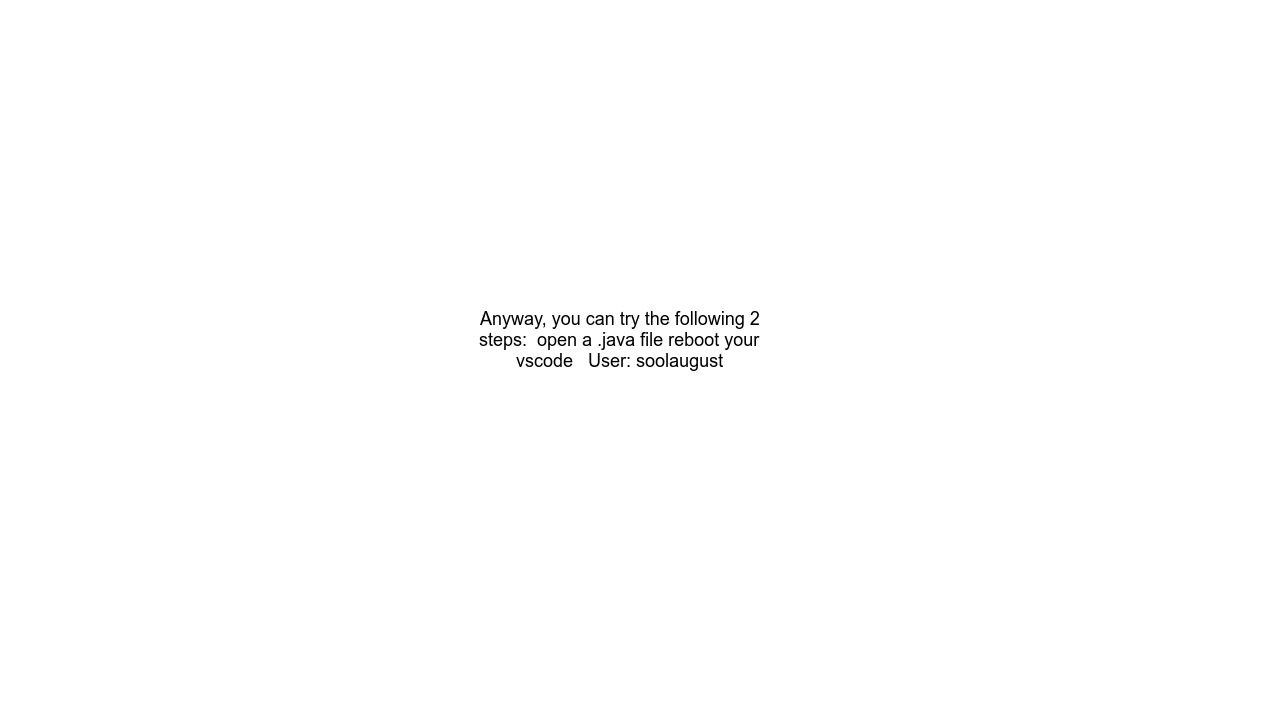 Anyway, you can try the following 2
steps:  open a .java file reboot your
vscode   User: soolaugust